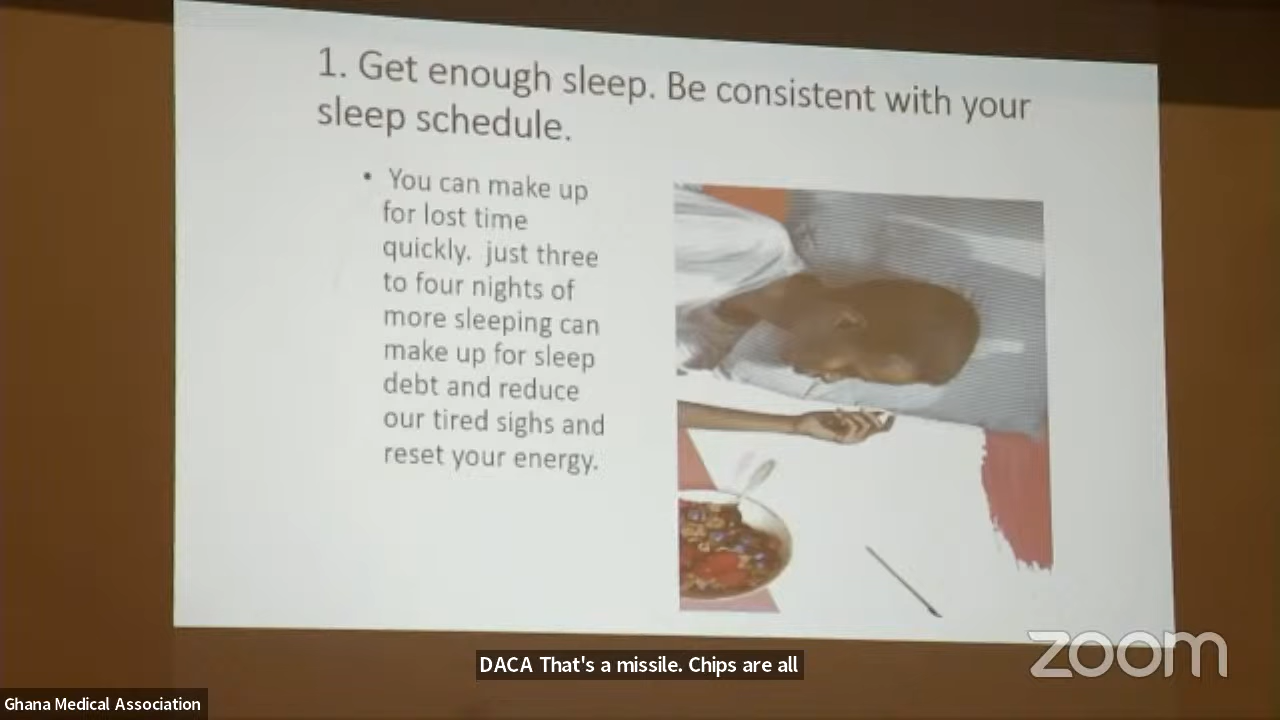 1. Get enough sleep. Be consistent with your
sleep schedule.
• You can make up
for lost time
quickly. just three
to four nights of
more sleeping can
make up for sleep
debt and reduce
our tired sighs and
reset your energy.
DACA That's a missile. Chips are all
zoom
Ghana Medical Association